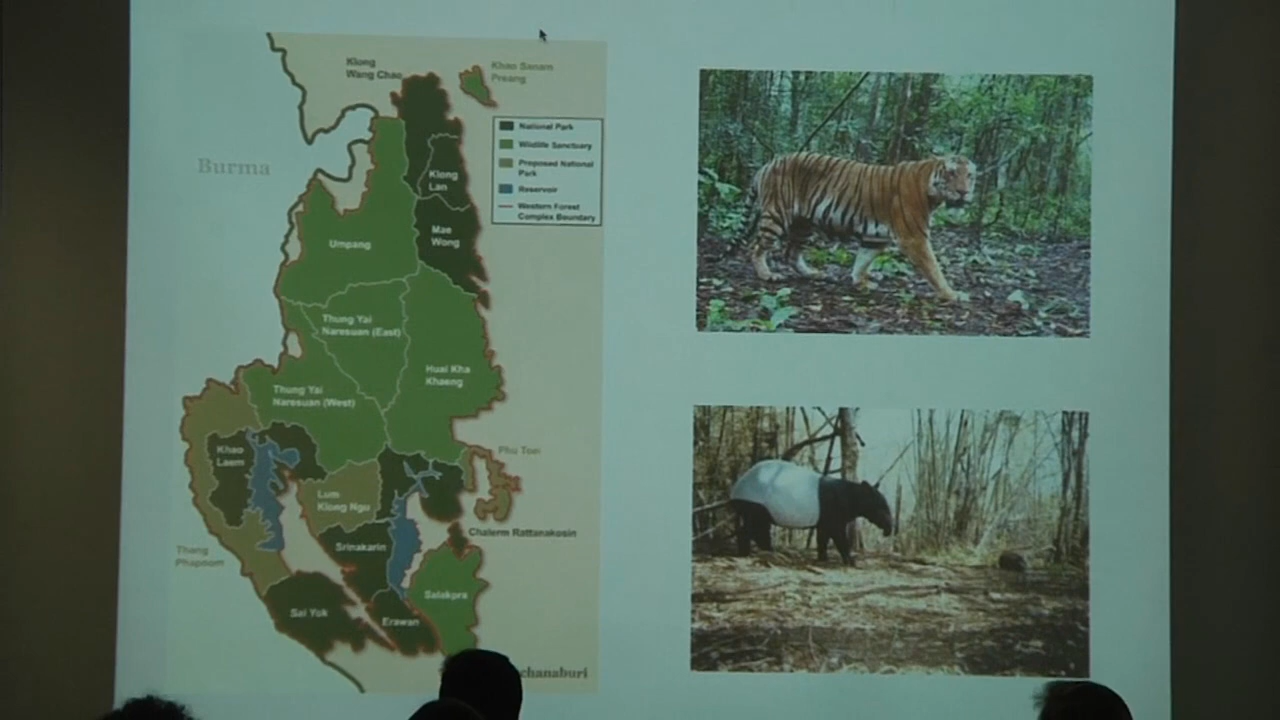 Klong
Wang Chao
Khao Sanam
Preang
National Park
Wildlife Sanctuary
Proposed National
Park
Reservoir
Western Forest
Complex Boundary
Burma
Klong
Lan
Mae
Wong
Umpang
Thung Yai
Naresuan (East)
Huai Kha
Khaeng
Thung Yai
Naresuan (West)
Khao
Laem
Phu Toei
Lum
Klong Ngu
Chalerm Rattanakosin
Srinakarin
Thong
Phapoom
Salakpra
Sai Yok
Erawan
chanaburi